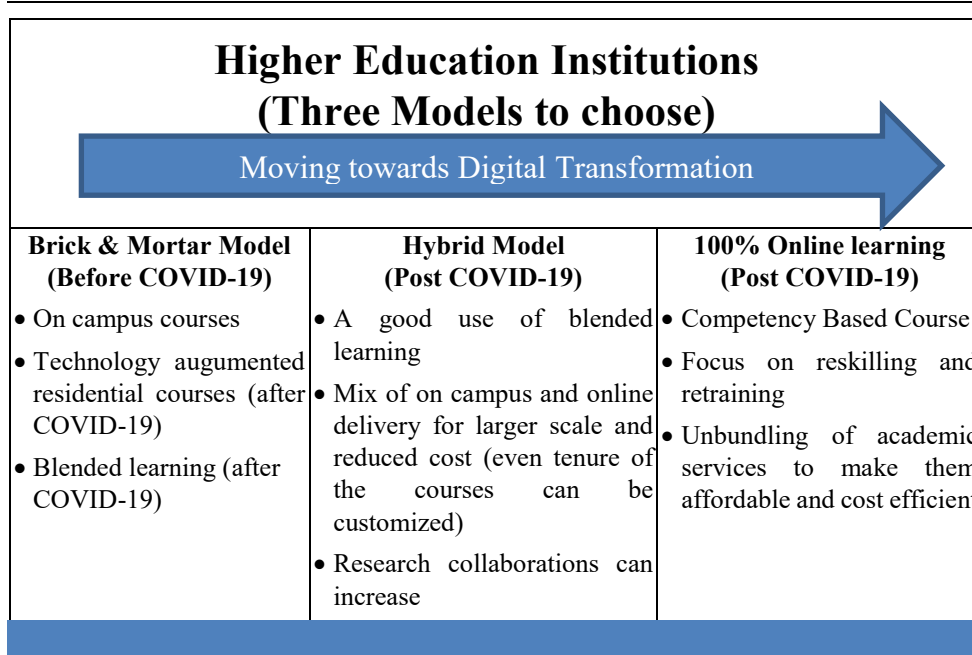 Higher Education Institutions
(Three Models to choose)
Moving towards Digital Transformation
Brick & Mortar Model
(Before COVID-19)
• On campus courses
• Technology augumented
residential courses (after
COVID-19)
• Blended learning (after
COVID-19)
Hybrid Model
(Post COVID-19)
• A good use of blended
learning
• Mix of on campus and online
delivery for larger scale and
reduced cost (even tenure of
the courses can be
customized)
• Research collaborations can
increase
100% Online learning
(Post COVID-19)
• Competency Based Course
• Focus on reskilling and
retraining
• Unbundling of academic
services to make them
affordable and cost efficient